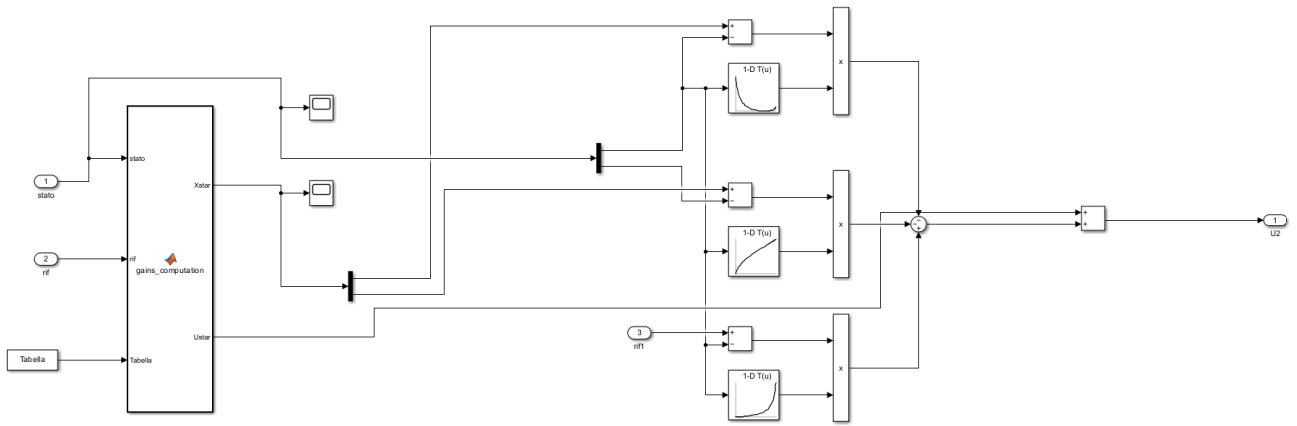 +
−
1-D T(u)
x
stato
1
stato
Xstar
+
−
1-D T(u)
x
−
−
+
+
+
1
U2
2
rif
rif
gains_computation
Ustar
3
rif1
+
−
1-D T(u)
x
Tabella
Tabella